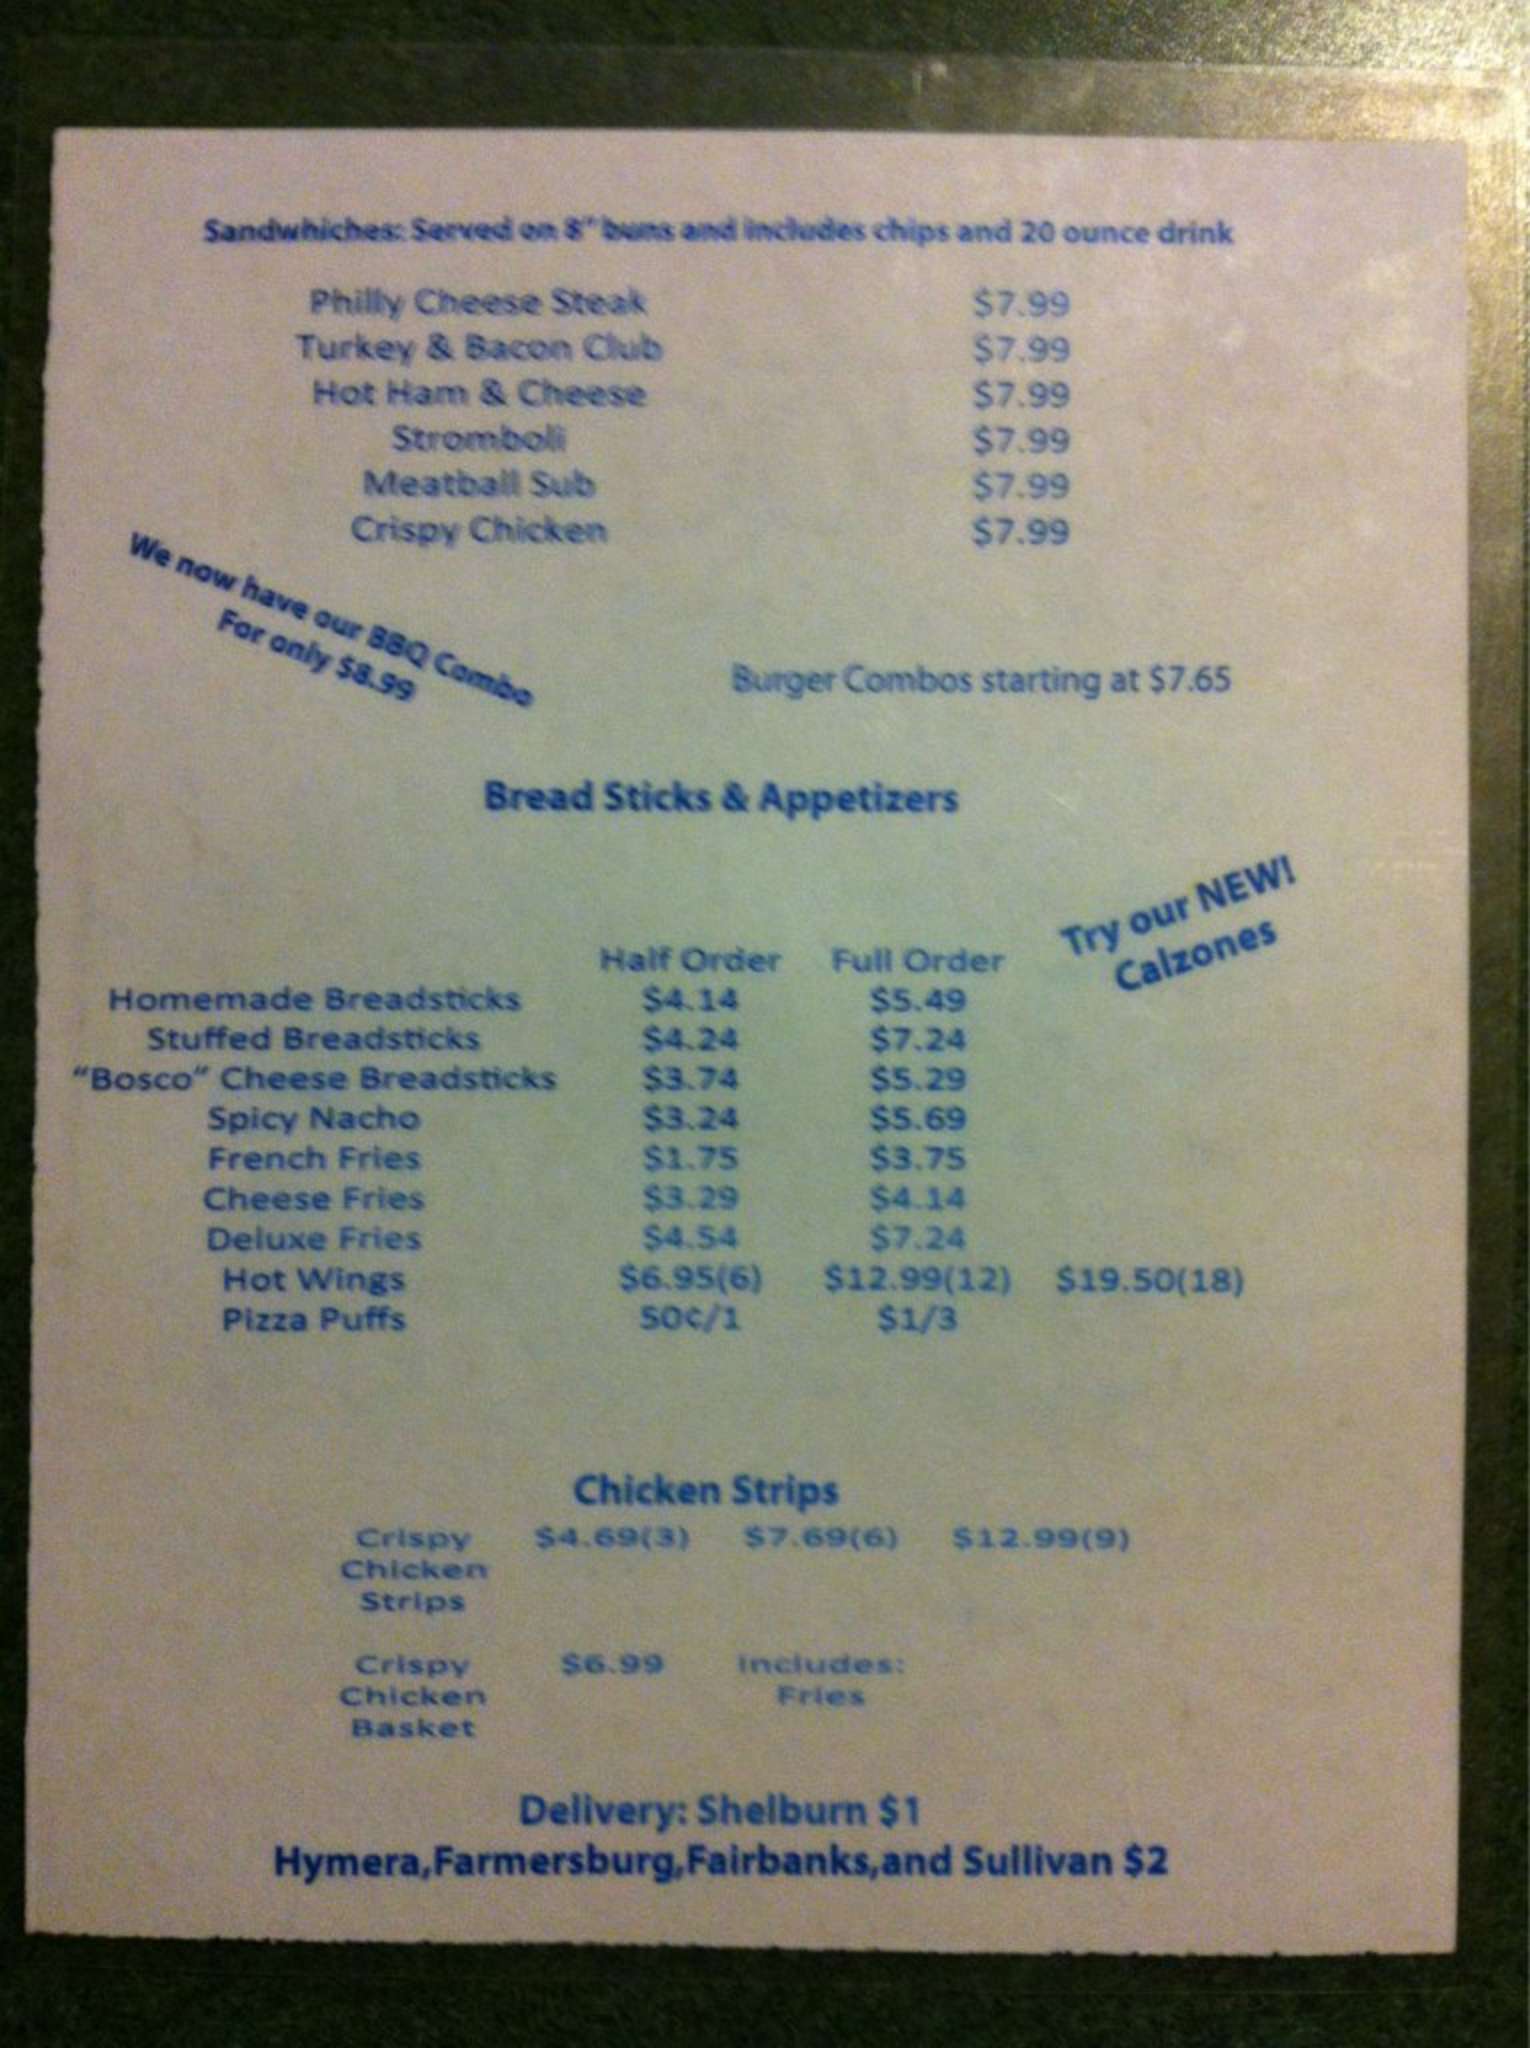 Sandwhiches: Served on 8" buns and includes chips and 20 ounce drink
Philly Cheese Steak $7.99
Turkey & Bacon Club $7.99
Hot Ham & Cheese $7.99
Stromboli $7.99
Meatball Sub $7.99
Crispy Chicken $7.99
We now have our BBQ Combo
For only $8.99
Burger Combos starting at $7.65
Bread Sticks & Appetizers
Try our NEW!
Calzones
Half Order Full Order
Homemade Breadsticks $4.14 $5.49
Stuffed Breadsticks $4.24 $7.24
"Bosco" Cheese Breadsticks $3.74 $5.29
Spicy Nacho $3.24 $5.69
French Fries $1.75 $3.75
Cheese Fries $3.29 $4.14
Deluxe Fries $4.54 $7.24
Hot Wings $6.95(6) $12.99(12) $19.50(18)
Pizza Puffs 50¢/1 $1/3
Chicken Strips
Crispy $4.69(3) $7.69(6) $12.99(9)
Chicken
Strips
Crispy $6.99 Includes:
Chicken Fries
Basket
Delivery: Shelburn $1
Hymera,Farmersburg,Fairbanks,and Sullivan $2